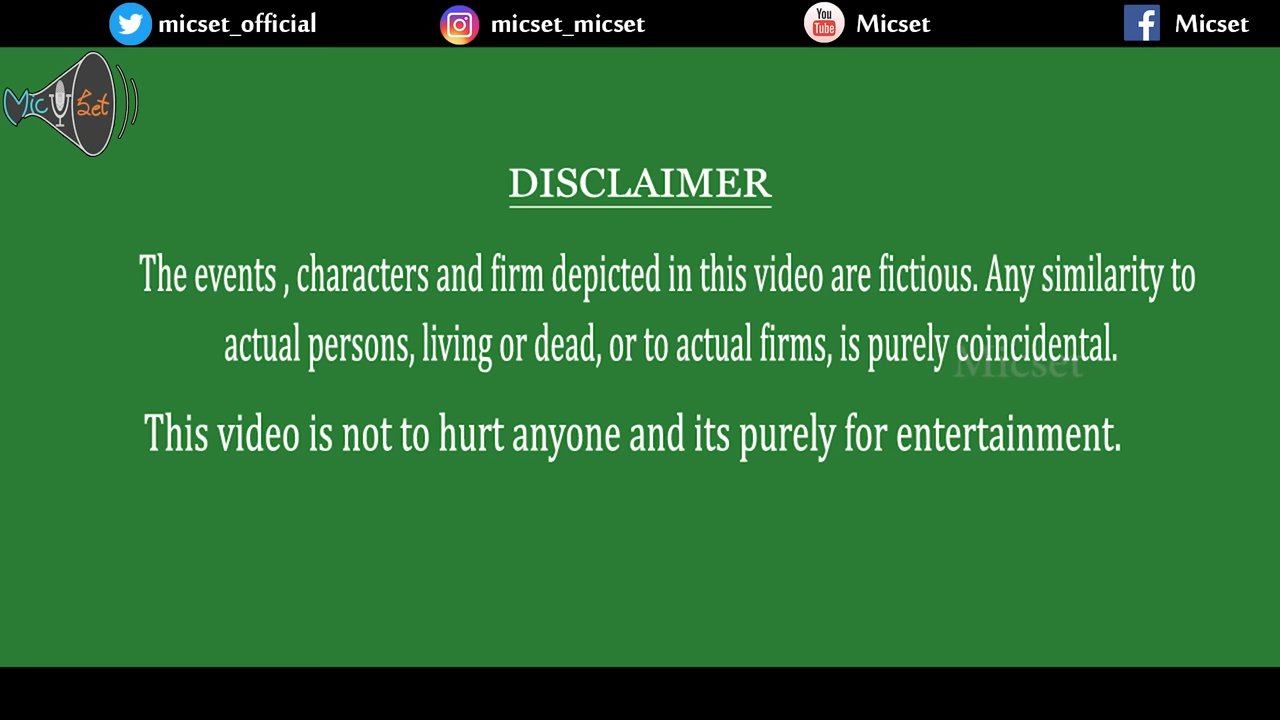 micset_official micset_micset You Tube Micset Micset
Mic Set
DISCLAIMER
The events , characters and firm depicted in this video are fictious. Any similarity to
actual persons, living or dead, or to actual firms, is purely coincidental.
Micset
This video is not to hurt anyone and its purely for entertainment.